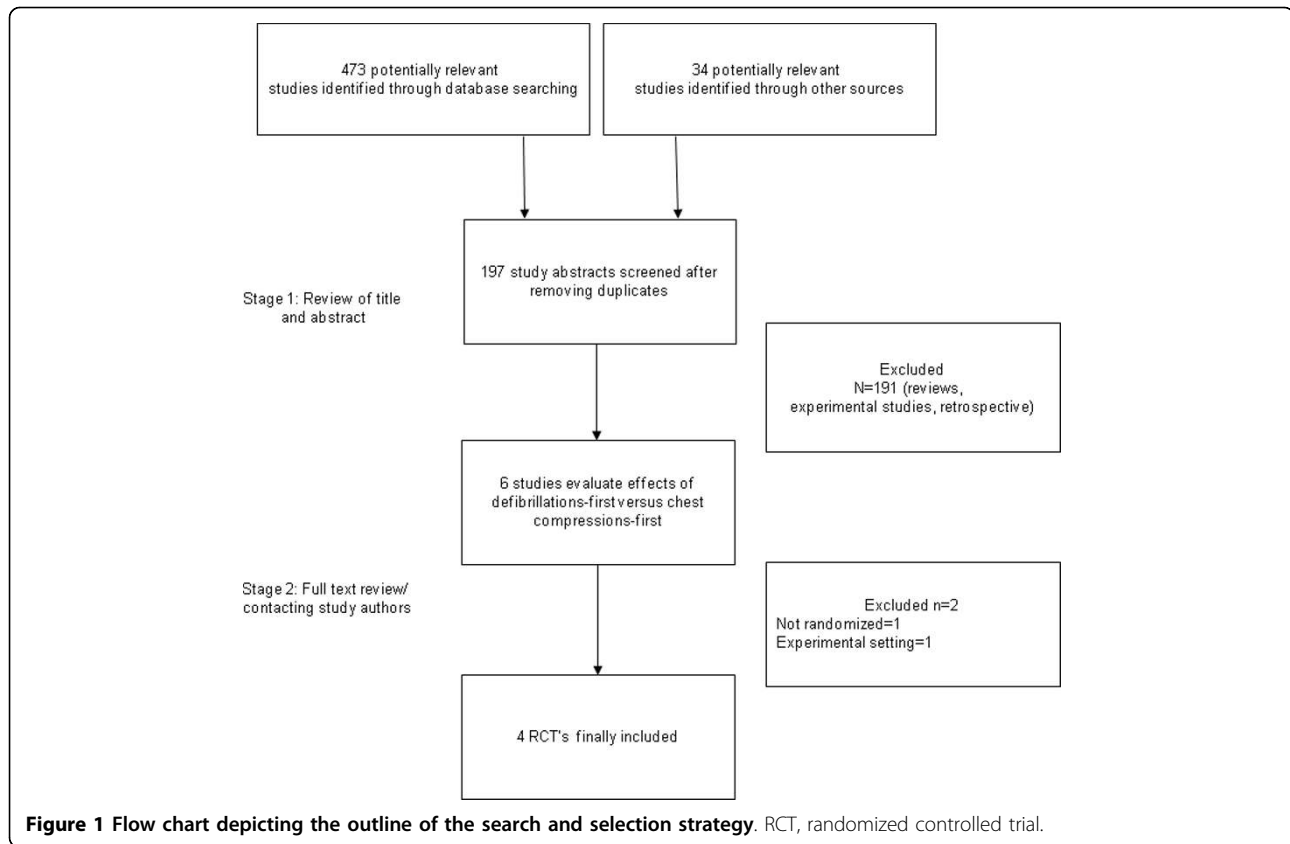 473 potentially relevant
studies identified through database searching
34 potentially relevant
studies identified through other sources
197 study abstracts screened after
removing duplicates
Stage 1: Review of title
and abstract
Excluded
N=191 (reviews,
experimental studies, retrospective)
6 studies evaluate effects of
defibrillations-first versus chest
compressions-first
Stage 2: Full text review/
contacting study authors
Excluded n=2
Not randomized=1
Experimental setting=1
4 RCT's finally included
Figure 1 Flow chart depicting the outline of the search and selection strategy. RCT, randomized controlled trial.